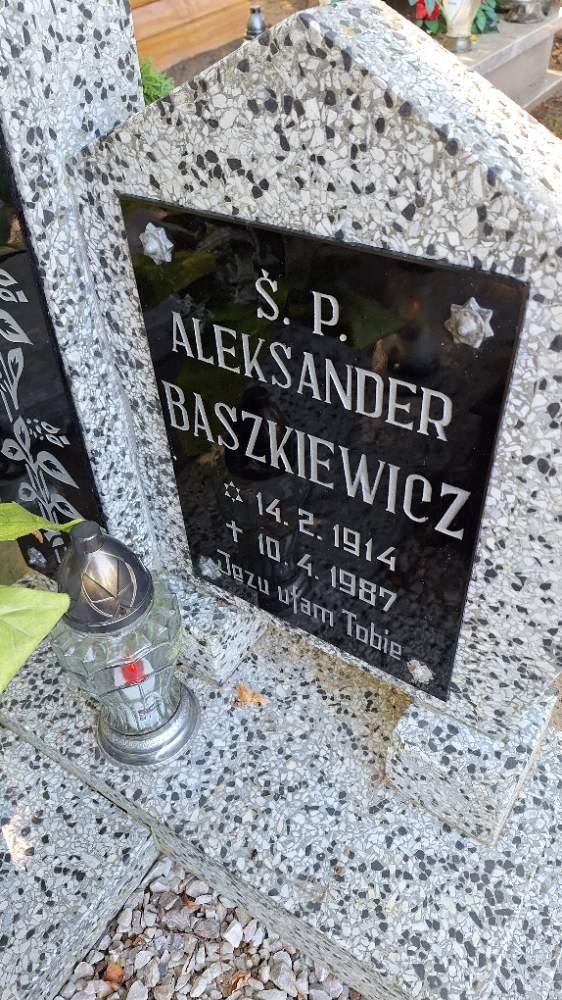 Ś. P.
ALEKSANDER
BASZKIEWICZ
✡ 14. 2. 1914
✝ 10. 4. 1987
Jezu ufam Tobie